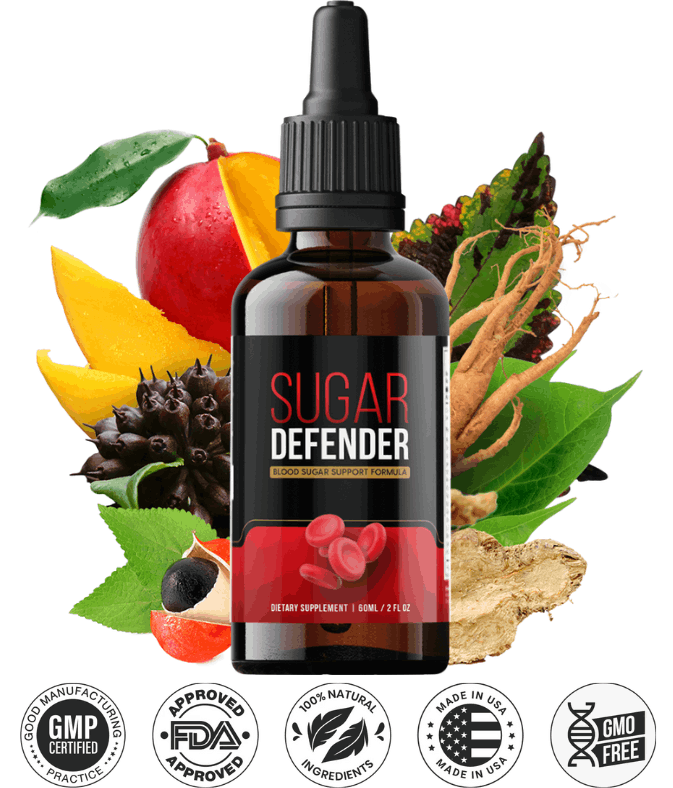 SUGAR
DEFENDER
BLOOD SUGAR SUPPORT FORMULA
DIETARY SUPPLEMENT | 60ML / 2 FL OZ
GOOD MANUFACTURING
GMP
CERTIFIED
PRACTICE
APPROVED
FDA
APPROVED
100% NATURAL
INGREDIENTS
MADE IN USA
MADE IN USA
GMO
FREE